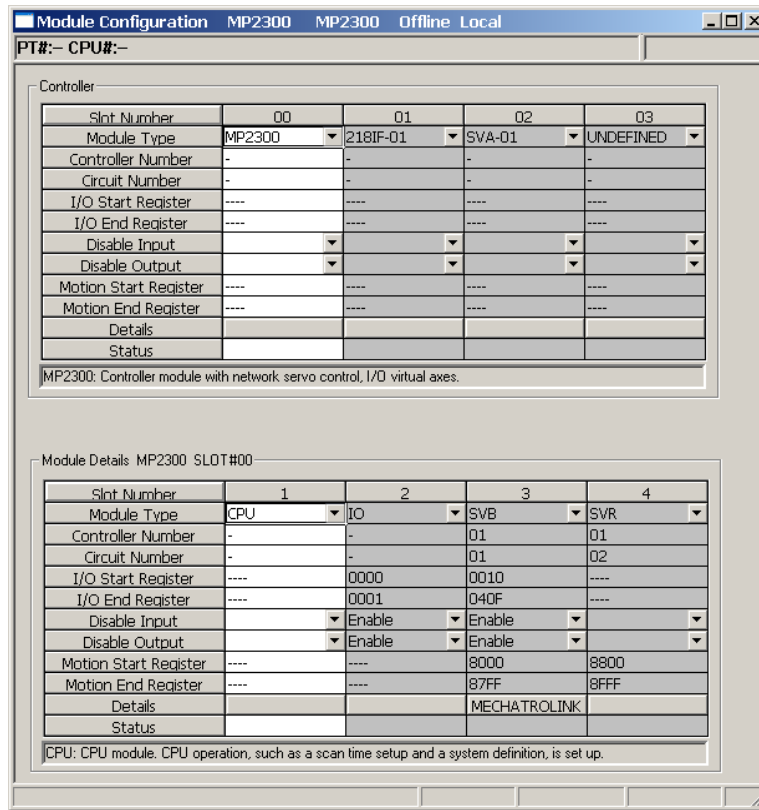 Module Configuration MP2300 MP2300 Offline Local
PT#:– CPU#:–
Controller
Slot Number 00 01 02 03
Module Type MP2300 218IF-01 SVA-01 UNDEFINED
Controller Number - - - -
Circuit Number - - - -
I/O Start Register ---- ---- ---- ----
I/O End Register ---- ---- ---- ----
Disable Input
Disable Output
Motion Start Register ---- ---- ---- ----
Motion End Register ---- ---- ---- ----
Details
Status
MP2300: Controller module with network servo control, I/O virtual axes.
Module Details MP2300 SLOT#00
Slot Number 1 2 3 4
Module Type CPU IO SVB SVR
Controller Number - - 01 01
Circuit Number - - 01 02
I/O Start Register ---- 0000 0010 ----
I/O End Register ---- 0001 040F ----
Disable Input Enable Enable
Disable Output Enable Enable
Motion Start Register ---- ---- 8000 8800
Motion End Register ---- ---- 87FF 8FFF
Details MECHATROLINK
Status
CPU: CPU module. CPU operation, such as a scan time setup and a system definition, is set up.